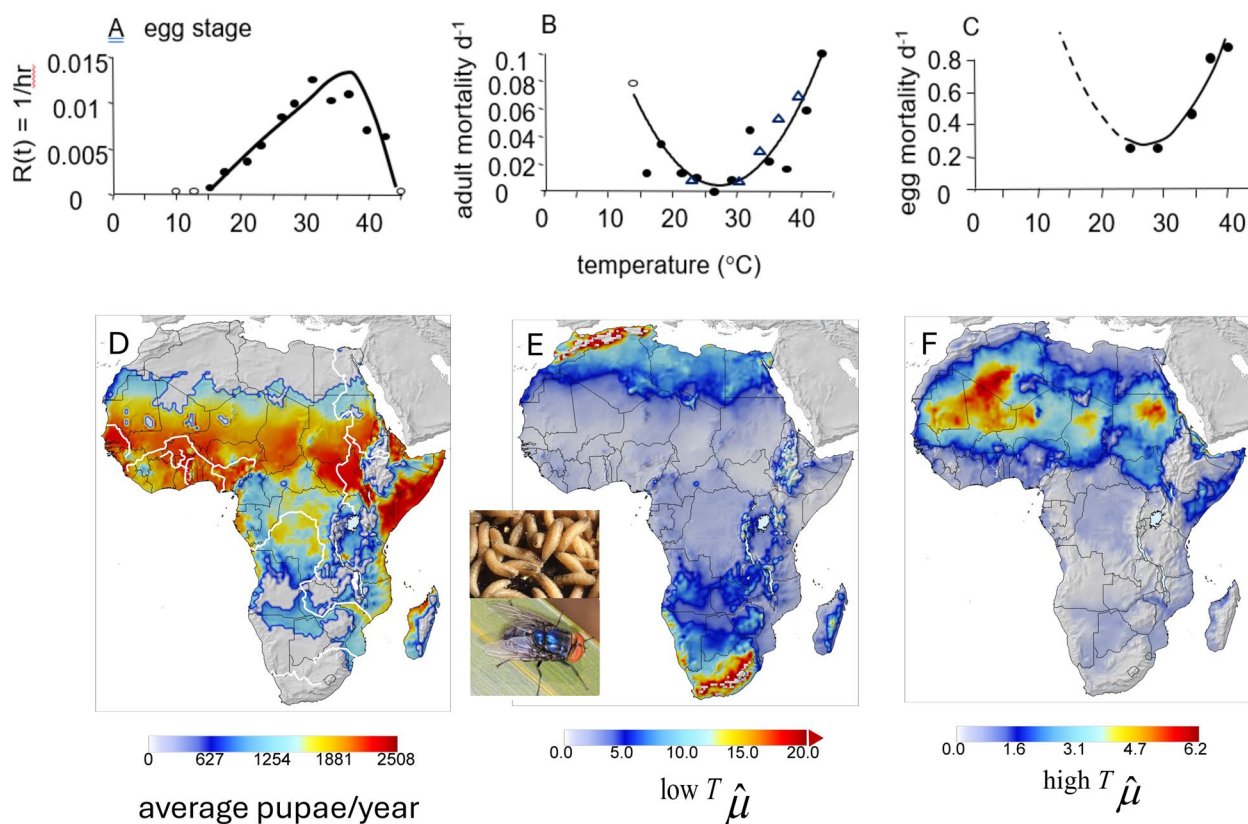 A egg stage
R(t) = 1/hr
0.015
0.01
0.005
0
0 10 20 30 40
B
adult mortality d-1
0.1
0.08
0.06
0.04
0.02
0
0 10 20 30 40
temperature (°C)
C
egg mortality d-1
0.8
0.6
0.4
0.2
0
0 10 20 30 40
D
0 627 1254 1881 2508
average pupae/year
E
0.0 5.0 10.0 15.0 20.0
low T μ̂
F
0.0 1.6 3.1 4.7 6.2
high T μ̂